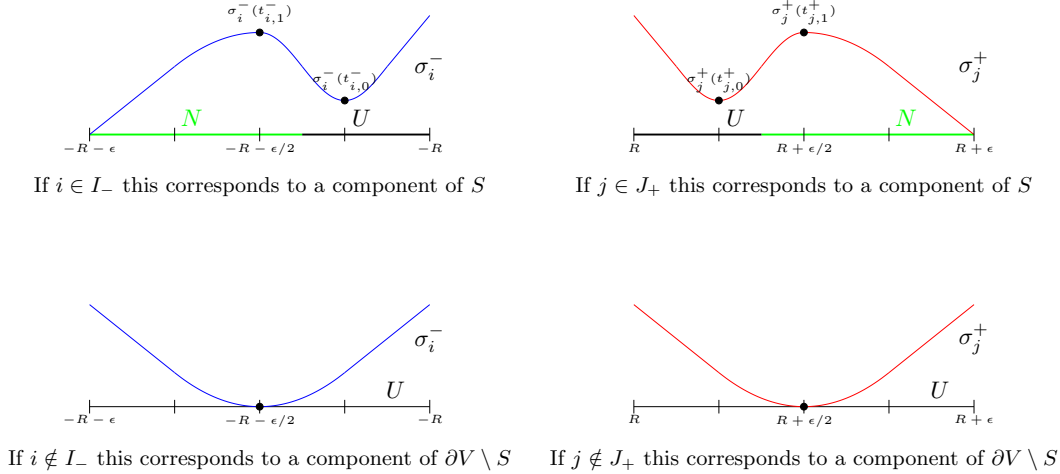 σ_i^-(t_{i,1}^-)
σ_i^-
σ_i^-(t_{i,0}^-)
N
U
-R - ϵ
-R - ϵ/2
-R
If i ∈ I_- this corresponds to a component of S
σ_j^+(t_{j,1}^+)
σ_j^+
σ_j^+(t_{j,0}^+)
U
N
R
R + ϵ/2
R + ϵ
If j ∈ J_+ this corresponds to a component of S
σ_i^-
U
-R - ϵ
-R - ϵ/2
-R
If i ∉ I_- this corresponds to a component of ∂V \ S
σ_j^+
U
R
R + ϵ/2
R + ϵ
If j ∉ J_+ this corresponds to a component of ∂V \ S